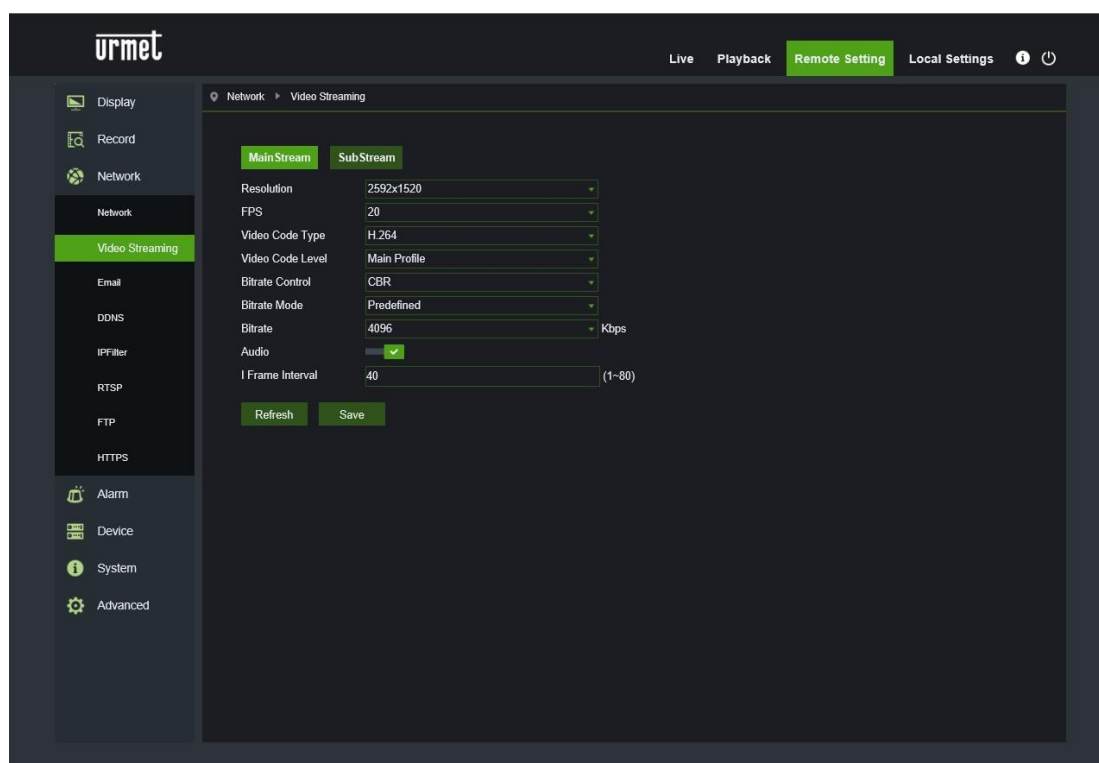 urmet
Live Playback Remote Setting Local Settings
Display
Record
Network
Network
Video Streaming
Email
DDNS
IPFilter
RTSP
FTP
HTTPS
Alarm
Device
System
Advanced
Network Video Streaming
MainStream SubStream
Resolution 2592x1520
FPS 20
Video Code Type H.264
Video Code Level Main Profile
Bitrate Control CBR
Bitrate Mode Predefined
Bitrate 4096 Kbps
Audio
I Frame Interval 40 (1~80)
Refresh Save